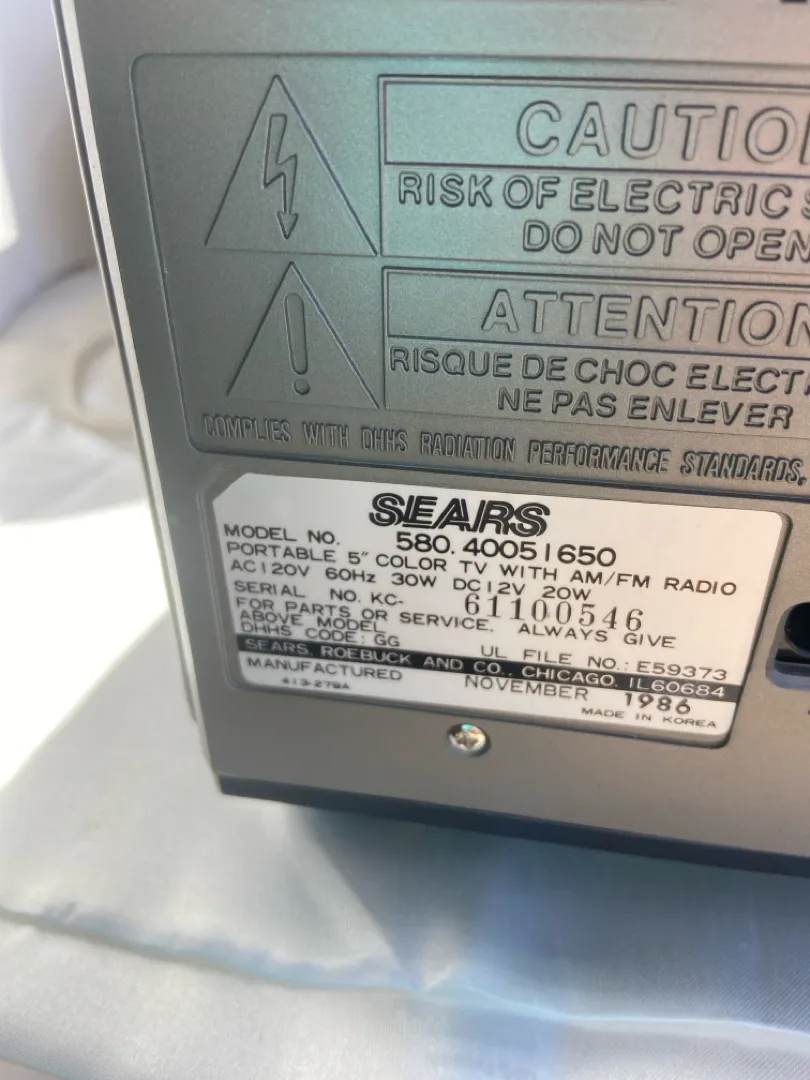 CAUTIO
RISK OF ELECTRIC S
DO NOT OPEN
ATTENTION
RISQUE DE CHOC ELECT
NE PAS ENLEVER
COMPLIES WITH DHHS RADIATION PERFORMANCE STANDARDS,
SEARS
MODEL NO. 580.40051650
PORTABLE 5" COLOR TV WITH AM/FM RADIO
AC120V 60Hz 30W DC12V 20W
SERIAL NO. KC- 61100546
FOR PARTS OR SERVICE, ALWAYS GIVE
ABOVE MODEL
DHHS CODE: GG UL FILE NO.: E59373
SEARS, ROEBUCK AND CO., CHICAGO, IL60684
MANUFACTURED NOVEMBER 1986
413-279A MADE IN KOREA